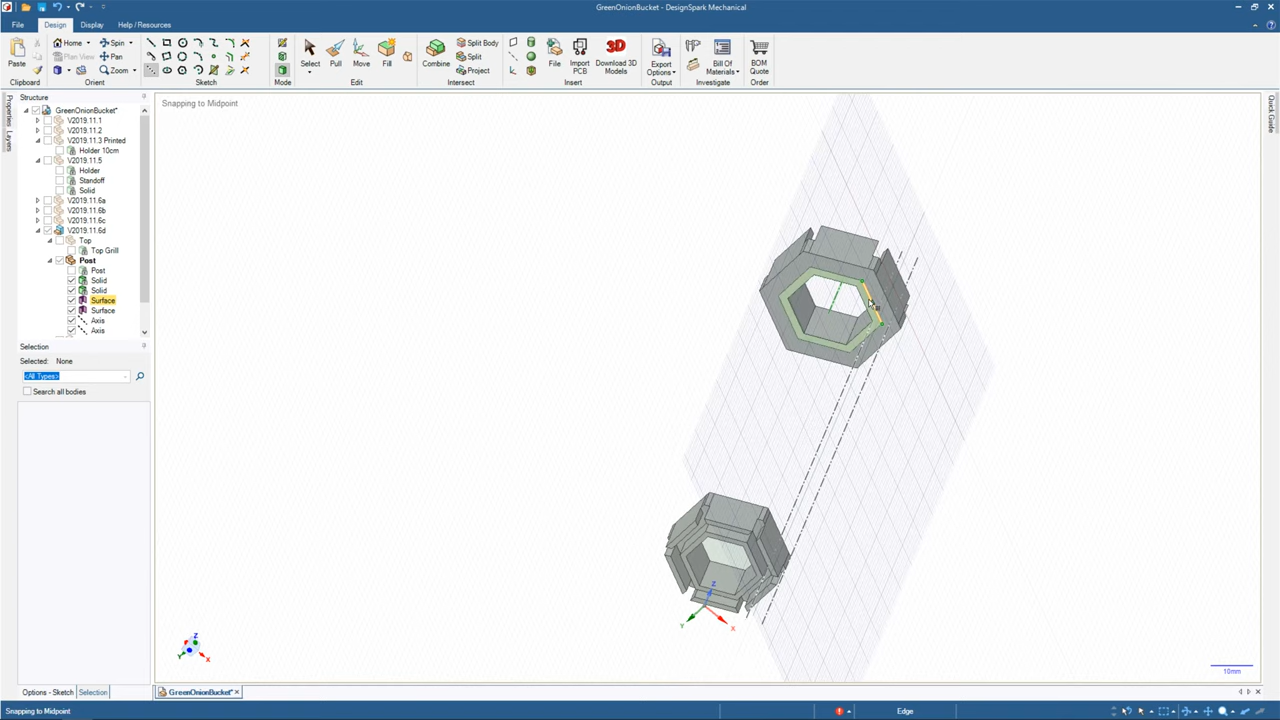 GreenOnionBucket - DesignSpark Mechanical
File Design Display Help / Resources
Home Spin Plan View Pan Zoom
Paste
Select Pull Move Fill
Combine Split Body Split Project
File Import PCB Download 3D Models
Export Options
Bill Of Materials
BOM Quote
Clipboard Orient Sketch Mode Edit Intersect Insert Output Investigate Order
Structure
Properties
Layers
Quick Guide
GreenOnionBucket*
V2019.11.1
V2019.11.2
V2019.11.3 Printed
Holder 10cm
V2019.11.5
Holder
Standoff
Solid
V2019.11.6a
V2019.11.6b
V2019.11.6c
V2019.11.6d
Top
Top Grill
Post
Post
Solid
Solid
Surface
Surface
Axis
Axis
Selection
Selected: None
<All Types>
Search all bodies
Snapping to Midpoint
Z
Y
X
Z
Y
X
10mm
Options - Sketch Selection
GreenOnionBucket*
Snapping to Midpoint
Edge